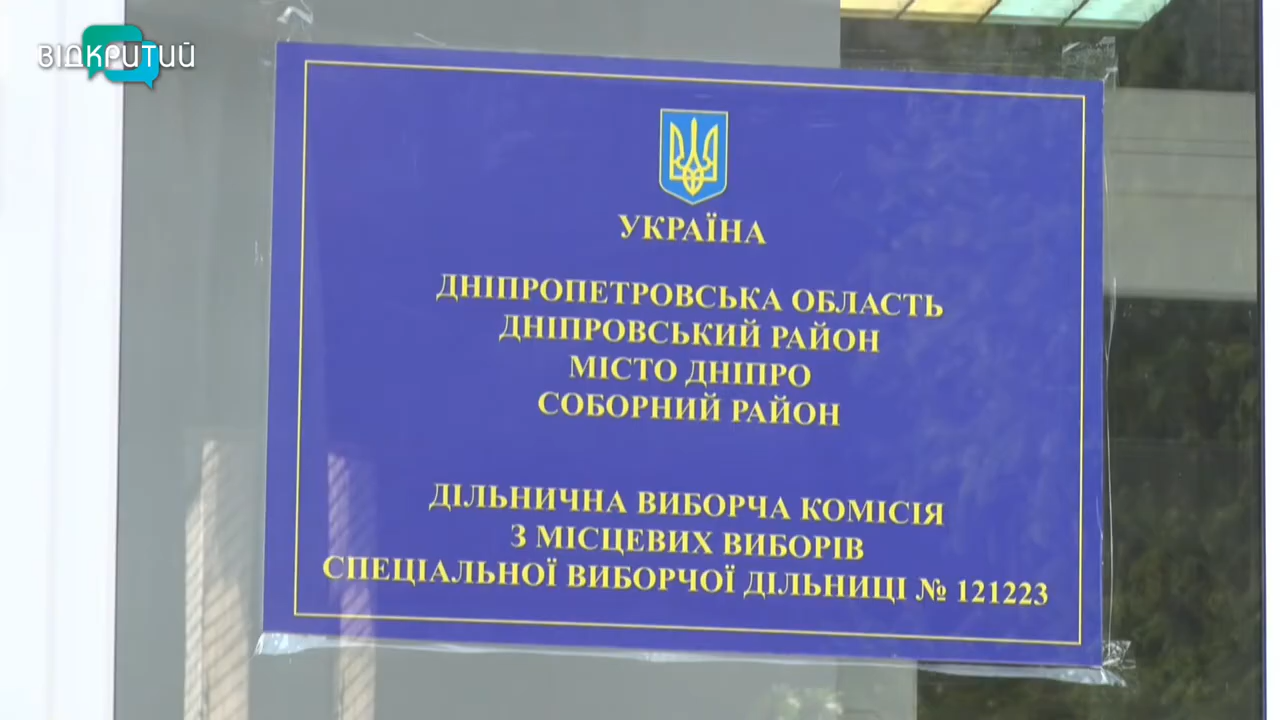 ВІДКРИТИЙ
УКРАЇНА
ДНІПРОПЕТРОВСЬКА ОБЛАСТЬ
ДНІПРОВСЬКИЙ РАЙОН
МІСТО ДНІПРО
СОБОРНИЙ РАЙОН
ДІЛЬНИЧНА ВИБОРЧА КОМІСІЯ
З МІСЦЕВИХ ВИБОРІВ
СПЕЦІАЛЬНОЇ ВИБОРЧОЇ ДІЛЬНИЦІ № 121223